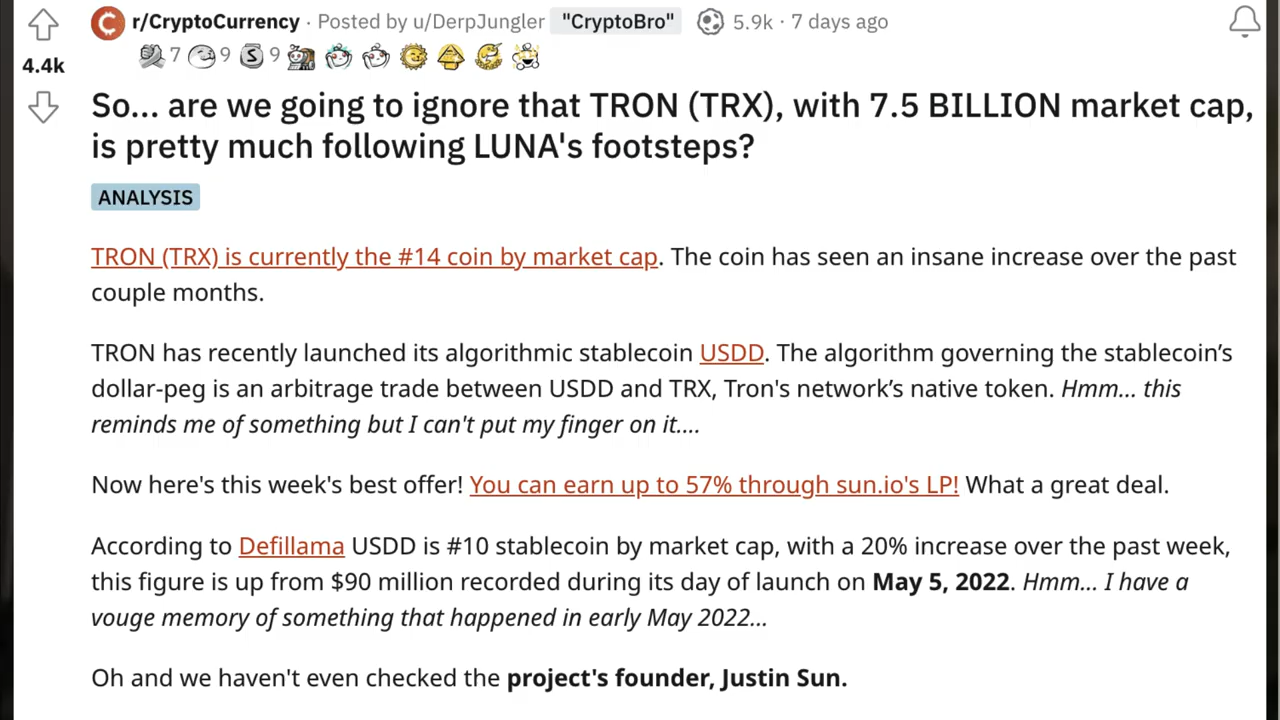 r/CryptoCurrency · Posted by u/DerpJungler "CryptoBro" 5.9k · 7 days ago
7 9 S 9
4.4k
So... are we going to ignore that TRON (TRX), with 7.5 BILLION market cap,
is pretty much following LUNA's footsteps?
ANALYSIS
TRON (TRX) is currently the #14 coin by market cap. The coin has seen an insane increase over the past
couple months.
TRON has recently launched its algorithmic stablecoin USDD. The algorithm governing the stablecoin’s
dollar-peg is an arbitrage trade between USDD and TRX, Tron's network’s native token. Hmm... this
reminds me of something but I can't put my finger on it....
Now here's this week's best offer! You can earn up to 57% through sun.io's LP! What a great deal.
According to Defillama USDD is #10 stablecoin by market cap, with a 20% increase over the past week,
this figure is up from $90 million recorded during its day of launch on May 5, 2022. Hmm... I have a
vouge memory of something that happened in early May 2022...
Oh and we haven't even checked the project's founder, Justin Sun.